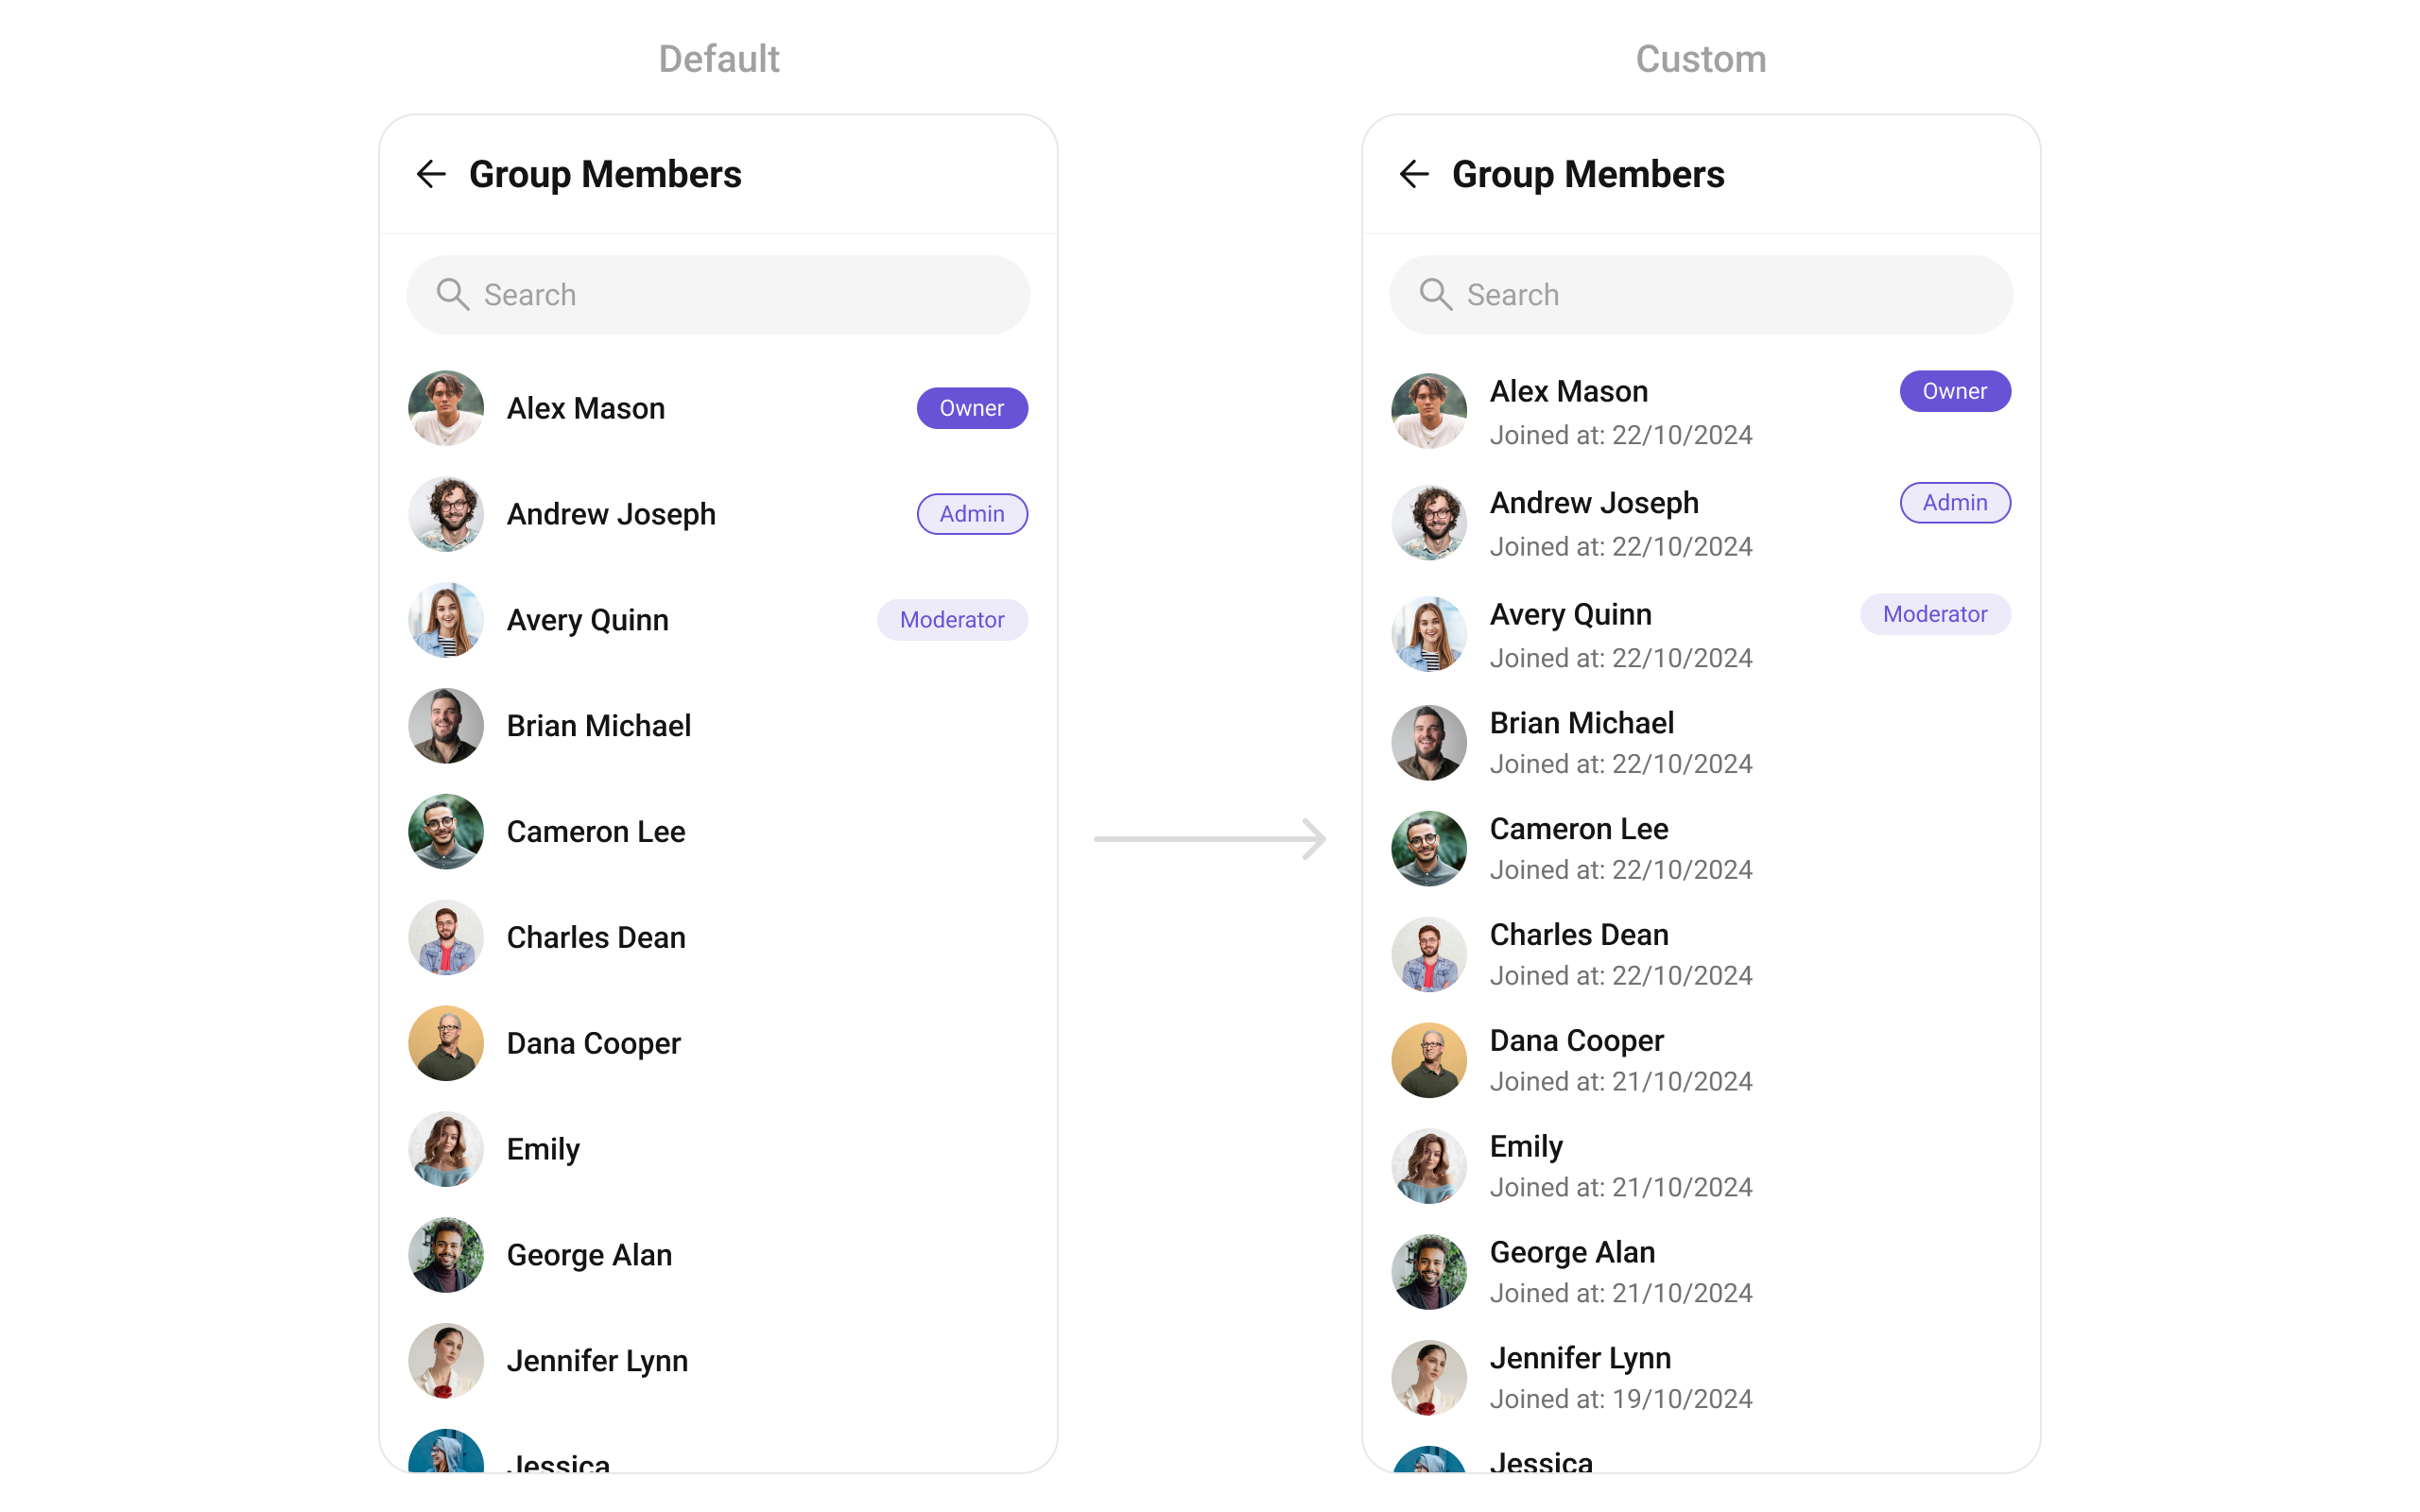 Default
Group Members
Search
Alex Mason
Owner
Andrew Joseph
Admin
Avery Quinn
Moderator
Brian Michael
Cameron Lee
Charles Dean
Dana Cooper
Emily
George Alan
Jennifer Lynn
Jessica
Custom
Group Members
Search
Alex Mason
Owner
Joined at: 22/10/2024
Andrew Joseph
Admin
Joined at: 22/10/2024
Avery Quinn
Moderator
Joined at: 22/10/2024
Brian Michael
Joined at: 22/10/2024
Cameron Lee
Joined at: 22/10/2024
Charles Dean
Joined at: 22/10/2024
Dana Cooper
Joined at: 21/10/2024
Emily
Joined at: 21/10/2024
George Alan
Joined at: 21/10/2024
Jennifer Lynn
Joined at: 19/10/2024
Jessica